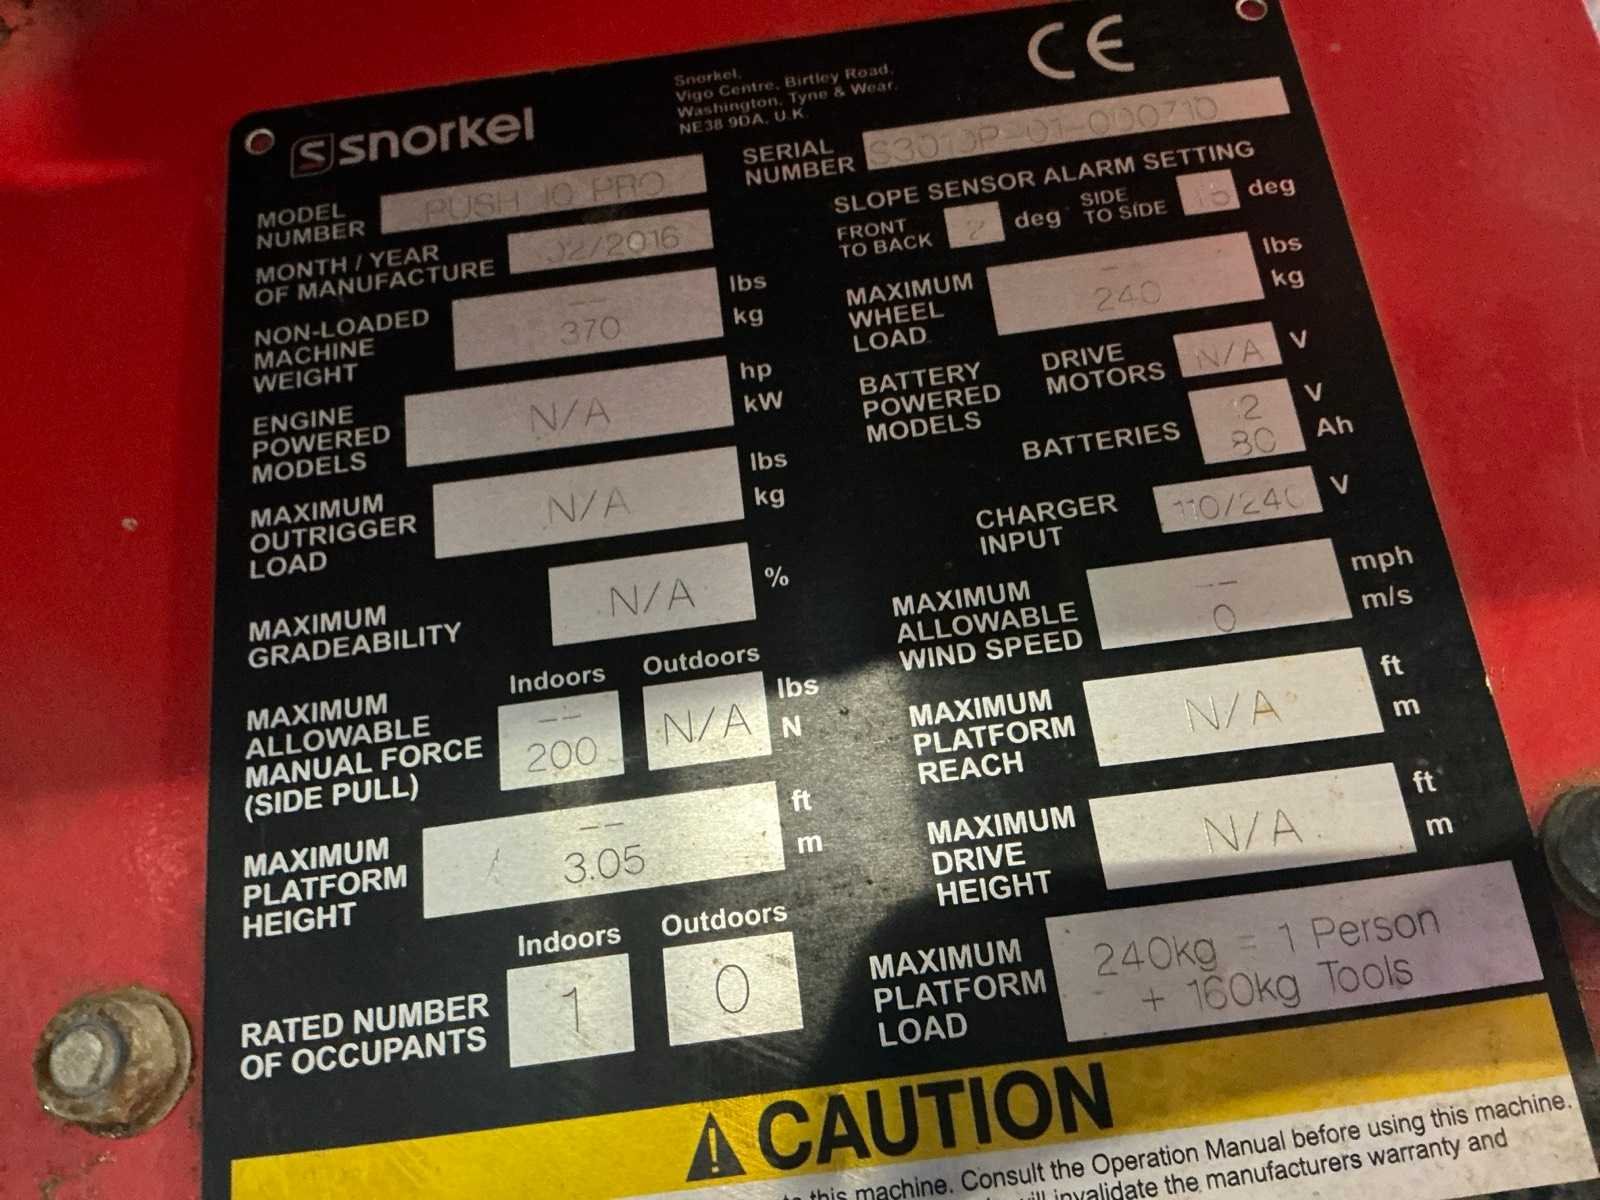 snorkel
Snorkel,
Vigo Centre, Birtley Road,
Washington, Tyne & Wear,
NE38 9DA, U.K.
CE
MODEL
NUMBER
PUSH 10 PRO
SERIAL
NUMBER
MONTH / YEAR
OF MANUFACTURE
02/2016
SLOPE SENSOR ALARM SETTING
FRONT
TO BACK
2
deg
SIDE
TO SIDE
deg
NON-LOADED
MACHINE
WEIGHT
--
370
lbs
kg
MAXIMUM
WHEEL
LOAD
--
240
lbs
kg
ENGINE
POWERED
MODELS
N/A
hp
kW
BATTERY
POWERED
MODELS
DRIVE
MOTORS
N/A
V
BATTERIES
80
V
Ah
MAXIMUM
OUTRIGGER
LOAD
N/A
lbs
kg
CHARGER
INPUT
110/240
V
MAXIMUM
GRADEABILITY
N/A
%
MAXIMUM
ALLOWABLE
WIND SPEED
--
0
mph
m/s
MAXIMUM
ALLOWABLE
MANUAL FORCE
(SIDE PULL)
Indoors
--
200
Outdoors
N/A
lbs
N
MAXIMUM
PLATFORM
REACH
N/A
ft
m
MAXIMUM
PLATFORM
HEIGHT
--
3.05
ft
m
MAXIMUM
DRIVE
HEIGHT
N/A
ft
m
RATED NUMBER
OF OCCUPANTS
Indoors
1
Outdoors
0
MAXIMUM
PLATFORM
LOAD
240kg = 1 Person
+ 160kg Tools
CAUTION
this machine. Consult the Operation Manual before using this machine.
will invalidate the manufacturers warranty and